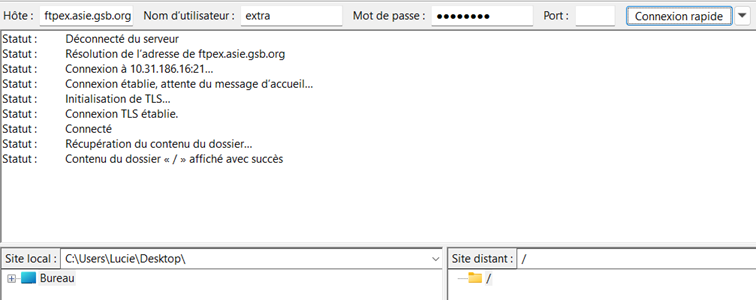 Hôte : ftpex.asie.gsb.org Nom d'utilisateur : extra Mot de passe : ●●●●●●●● Port : Connexion rapide
Statut : Déconnecté du serveur
Statut : Résolution de l'adresse de ftpex.asie.gsb.org
Statut : Connexion à 10.31.186.16:21...
Statut : Connexion établie, attente du message d'accueil...
Statut : Initialisation de TLS...
Statut : Connexion TLS établie.
Statut : Connecté
Statut : Récupération du contenu du dossier...
Statut : Contenu du dossier « / » affiché avec succès
Site local : C:\Users\Lucie\Desktop\ Site distant : /
Bureau /